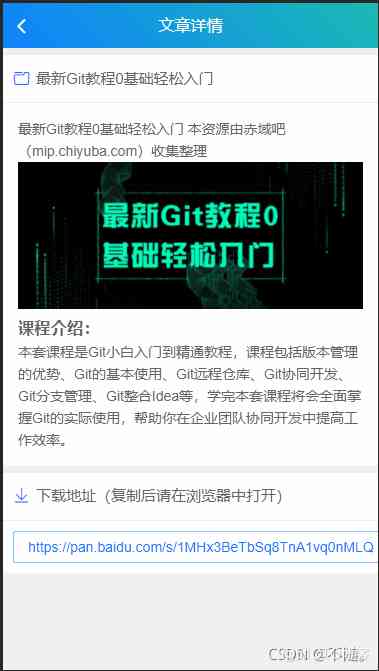 文章详情
最新Git教程0基础轻松入门
最新Git教程0基础轻松入门 本资源由赤域吧
（mip.chiyuba.com）收集整理
最新Git教程0
基础轻松入门
课程介绍：
本套课程是Git小白入门到精通教程，课程包括版本管理
的优势、Git的基本使用、Git远程仓库、Git协同开发、
Git分支管理、Git整合Idea等，学完本套课程将会全面掌
握Git的实际使用，帮助你在企业团队协同开发中提高工
作效率。
下载地址（复制后请在浏览器中打开）
https://pan.baidu.com/s/1MHx3BeTbSq8TnA1vq0nMLQ
CSDN